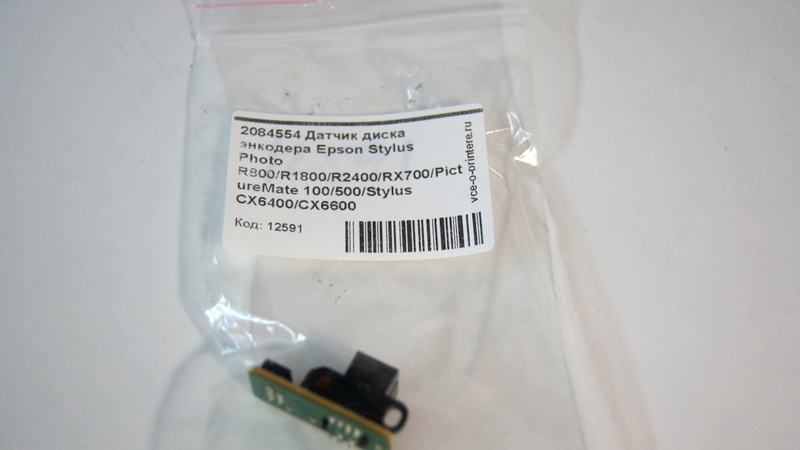 2084554 Датчик диска
энкодера Epson Stylus
Photo
R800/R1800/R2400/RX700/Pict
ureMate 100/500/Stylus
CX6400/CX6600
Код: 12591
vce-o-printere.ru